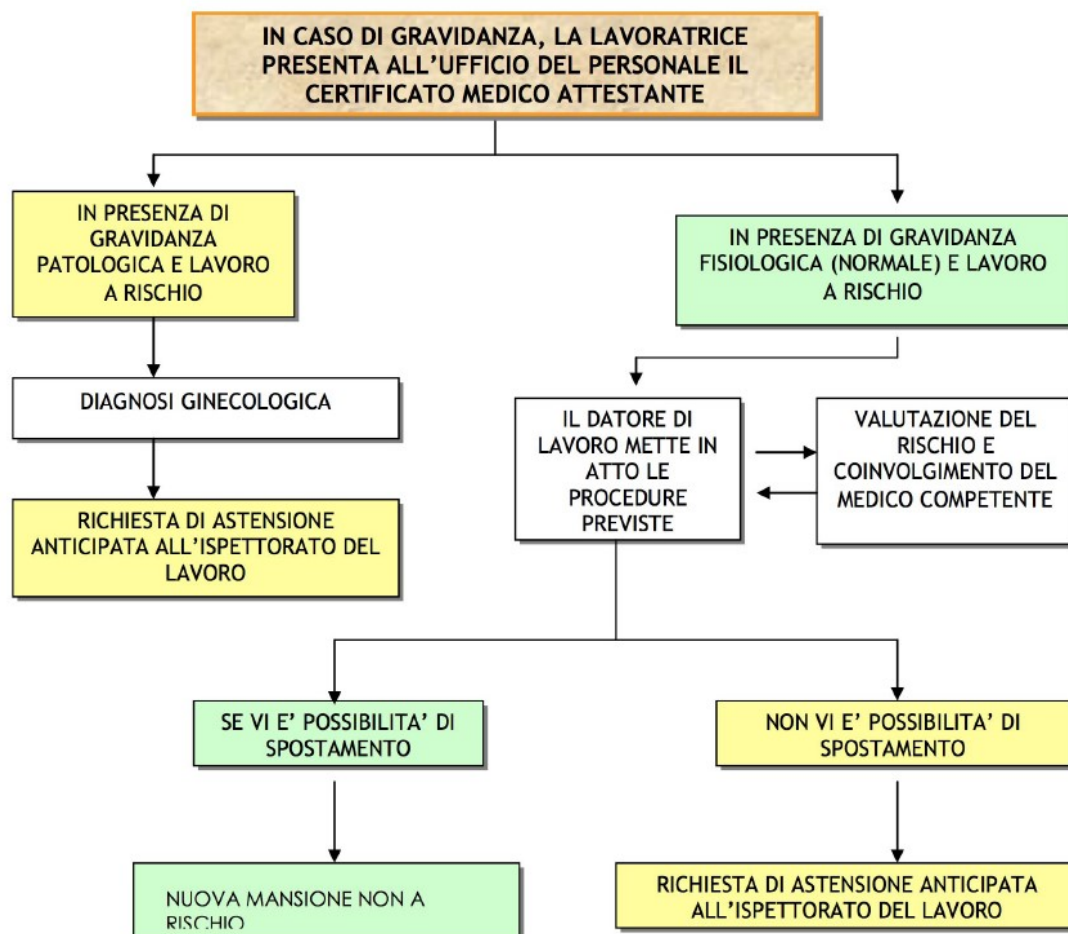 IN CASO DI GRAVIDANZA, LA LAVORATRICE
PRESENTA ALL’UFFICIO DEL PERSONALE IL
CERTIFICATO MEDICO ATTESTANTE
IN PRESENZA DI
GRAVIDANZA
PATOLOGICA E LAVORO
A RISCHIO
IN PRESENZA DI GRAVIDANZA
FISIOLOGICA (NORMALE) E LAVORO
A RISCHIO
DIAGNOSI GINECOLOGICA
IL DATORE DI
LAVORO METTE IN
ATTO LE
PROCEDURE
PREVISTE
VALUTAZIONE DEL
RISCHIO E
COINVOLGIMENTO DEL
MEDICO COMPETENTE
RICHIESTA DI ASTENSIONE
ANTICIPATA ALL’ISPETTORATO DEL
LAVORO
SE VI E’ POSSIBILITA’ DI
SPOSTAMENTO
NON VI E’ POSSIBILITA’ DI
SPOSTAMENTO
NUOVA MANSIONE NON A
RISCHIO
RICHIESTA DI ASTENSIONE ANTICIPATA
ALL’ISPETTORATO DEL LAVORO